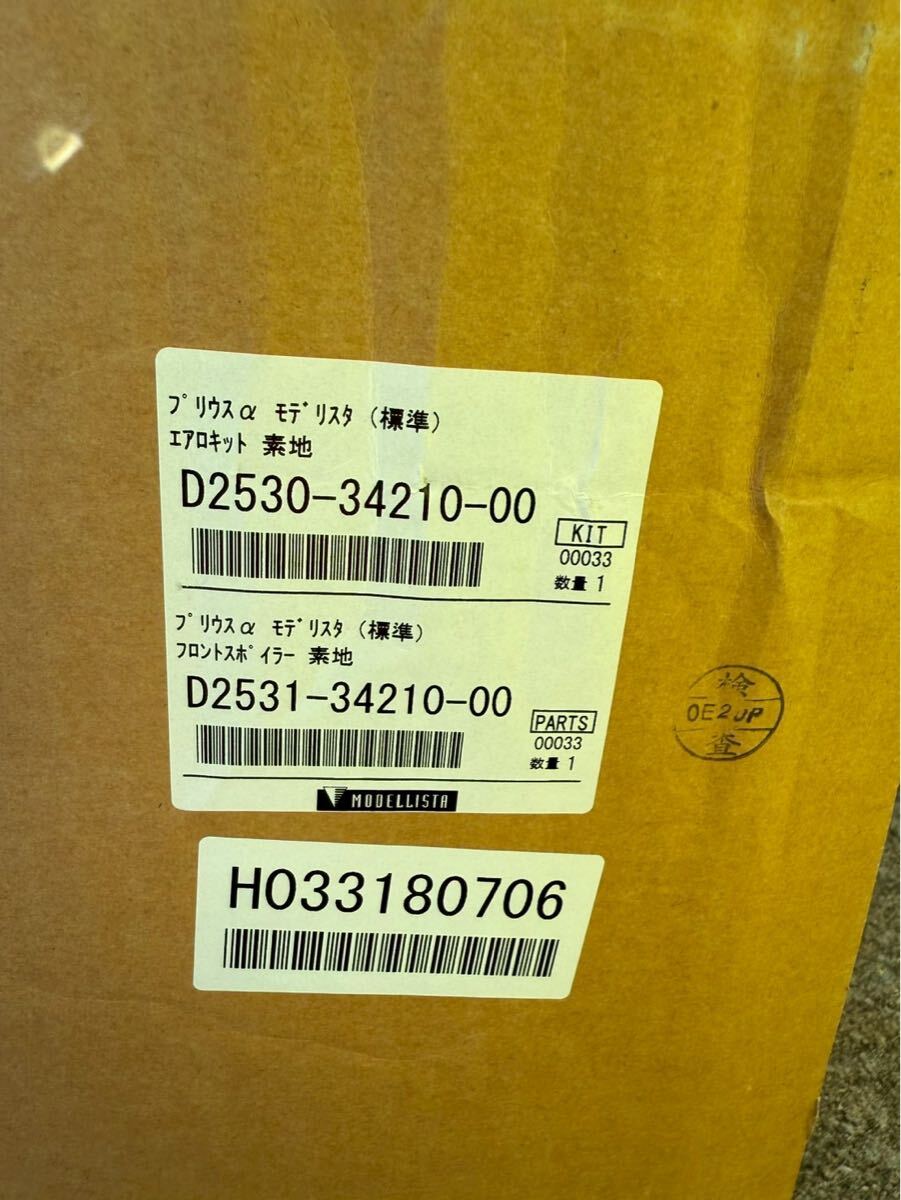 ﾌﾟﾘｳｽα ﾓﾃﾞﾘｽﾀ (標準)
ｴｱﾛｷｯﾄ 素地
D2530-34210-00
KIT
00033
数量 1
ﾌﾟﾘｳｽα ﾓﾃﾞﾘｽﾀ (標準)
ﾌﾛﾝﾄｽﾎﾟｲﾗｰ 素地
D2531-34210-00
PARTS
00033
数量 1
MODELLISTA
H033180706
検
査